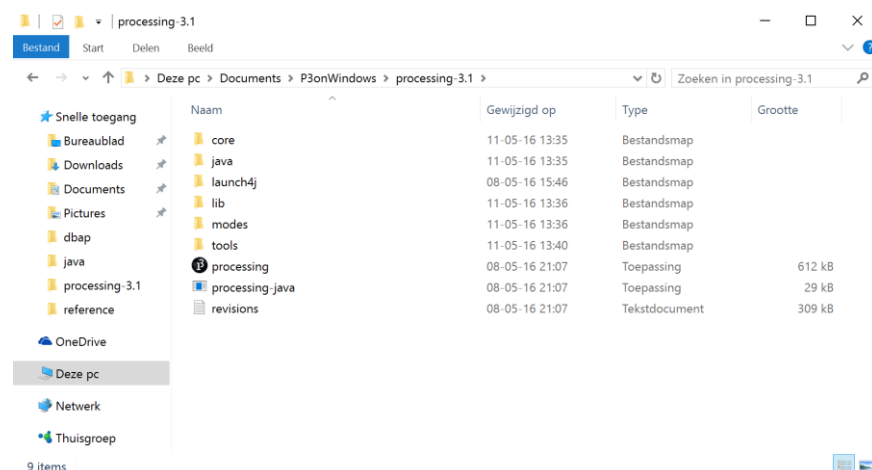 processing-3.1
Bestand Start Delen Beeld
Deze pc > Documents > P3onWindows > processing-3.1 >
Zoeken in processing-3.1
Naam Gewijzigd op Type Grootte
Snelle toegang
Bureaublad
Downloads
Documents
Pictures
dbap
java
processing-3.1
reference
OneDrive
Deze pc
Netwerk
Thuisgroep
core 11-05-16 13:35 Bestandsmap
java 11-05-16 13:35 Bestandsmap
launch4j 08-05-16 15:46 Bestandsmap
lib 11-05-16 13:36 Bestandsmap
modes 11-05-16 13:36 Bestandsmap
tools 11-05-16 13:40 Bestandsmap
processing 08-05-16 21:07 Toepassing 612 kB
processing-java 08-05-16 21:07 Toepassing 29 kB
revisions 08-05-16 21:07 Tekstdocument 309 kB
9 items